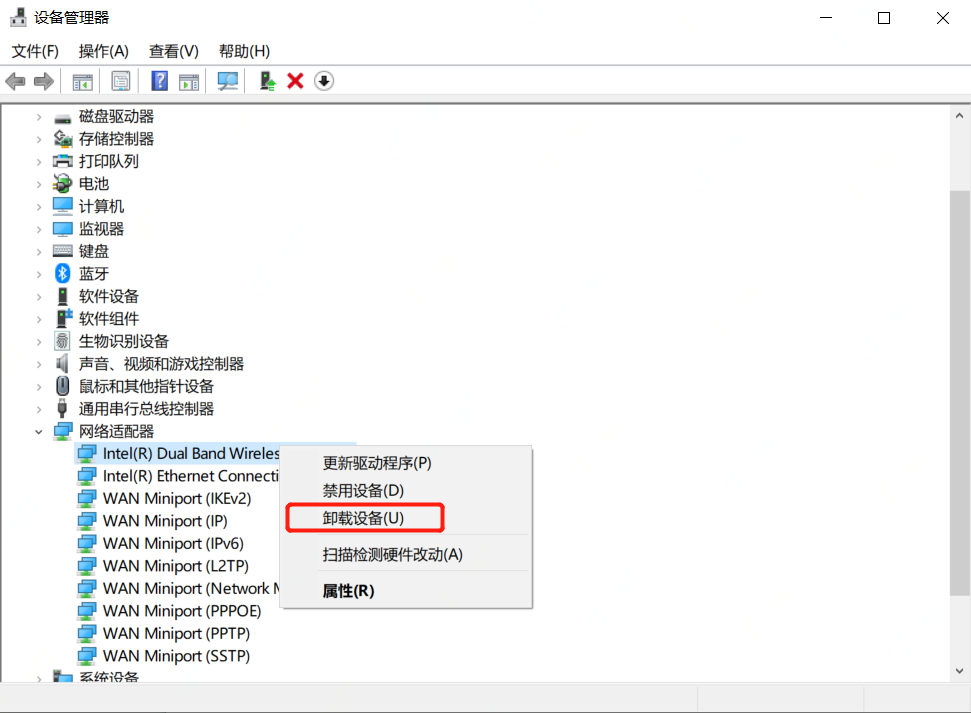 设备管理器
文件(F) 操作(A) 查看(V) 帮助(H)
磁盘驱动器
存储控制器
打印队列
电池
计算机
监视器
键盘
蓝牙
软件设备
软件组件
生物识别设备
声音、视频和游戏控制器
鼠标和其他指针设备
通用串行总线控制器
网络适配器
Intel(R) Dual Band Wireles
Intel(R) Ethernet Connecti
WAN Miniport (IKEv2)
WAN Miniport (IP)
WAN Miniport (IPv6)
WAN Miniport (L2TP)
WAN Miniport (Network M
WAN Miniport (PPPOE)
WAN Miniport (PPTP)
WAN Miniport (SSTP)
系统设备
更新驱动程序(P)
禁用设备(D)
卸载设备(U)
扫描检测硬件改动(A)
属性(R)